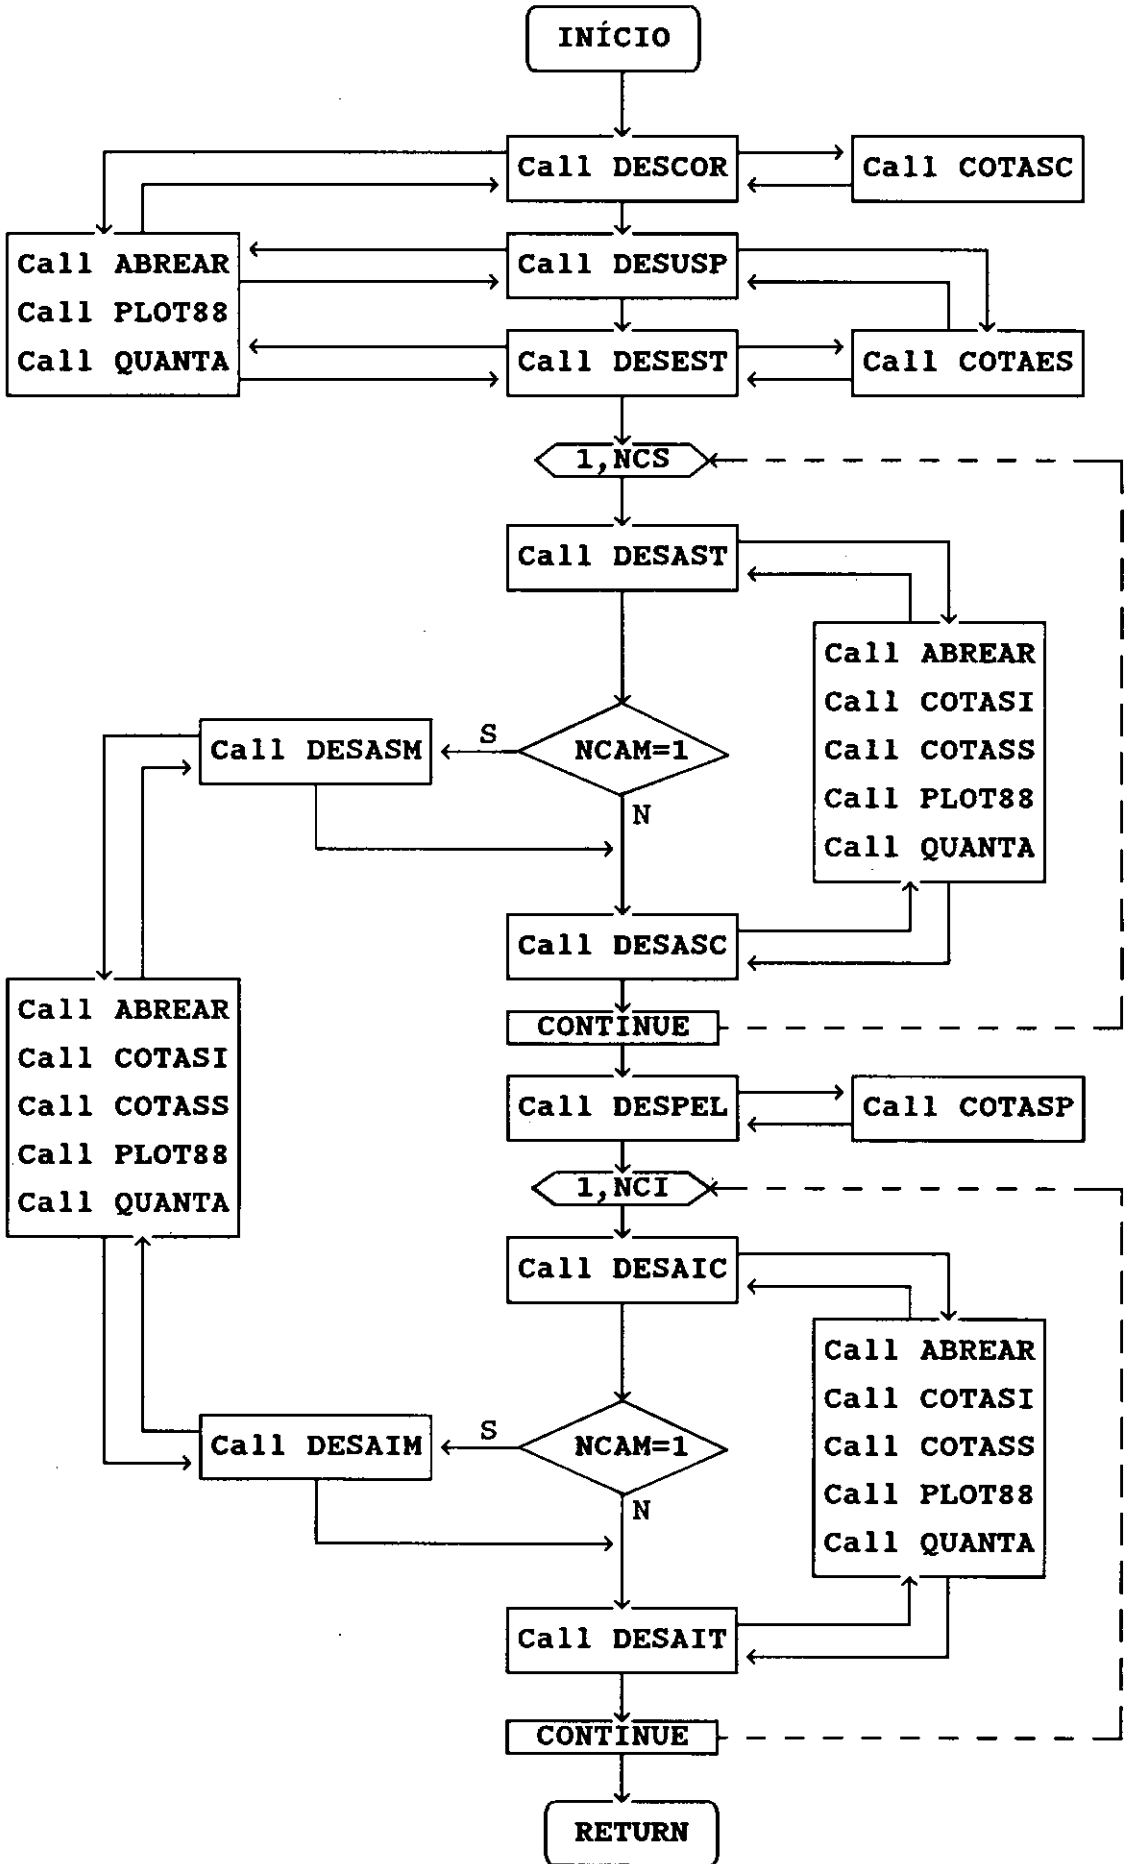 INÍCIO
Call DESCOR
Call COTASC
Call ABREAR
Call PLOT88
Call QUANTA
Call DESUSP
Call DESEST
Call COTAES
1,NCS
Call DESAST
Call ABREAR
Call COTASI
Call COTASS
Call PLOT88
Call QUANTA
NCAM=1
S
N
Call DESASM
Call DESASC
CONTINUE
Call ABREAR
Call COTASI
Call COTASS
Call PLOT88
Call QUANTA
Call DESPEL
Call COTASP
1,NCI
Call DESAIC
Call ABREAR
Call COTASI
Call COTASS
Call PLOT88
Call QUANTA
NCAM=1
S
N
Call DESAIM
Call DESAIT
CONTINUE
RETURN